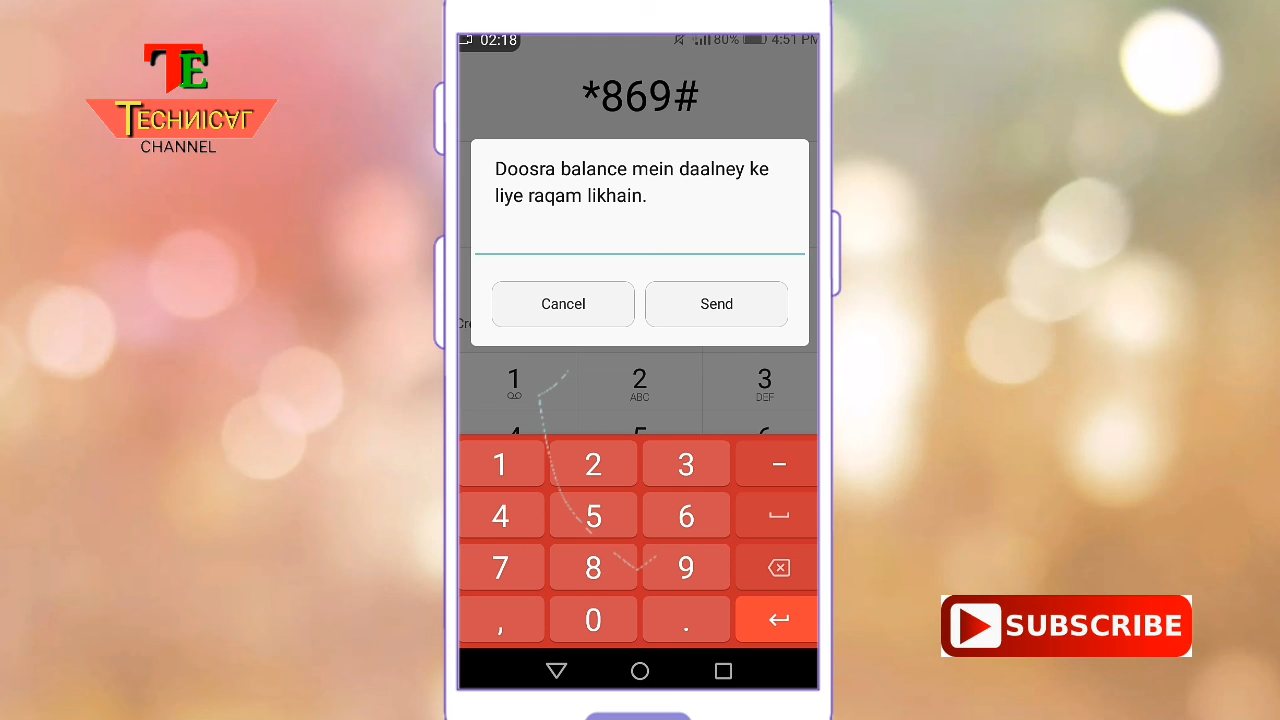 TE
TECHNICAL
CHANNEL
02:18
80% 4:51 PM
*869#
Doosra balance mein daalney ke
liye raqam likhain.
Cancel
Send
1
2
ABC
3
DEF
1
2
3
-
4
5
6
7
8
9
,
0
.
SUBSCRIBE